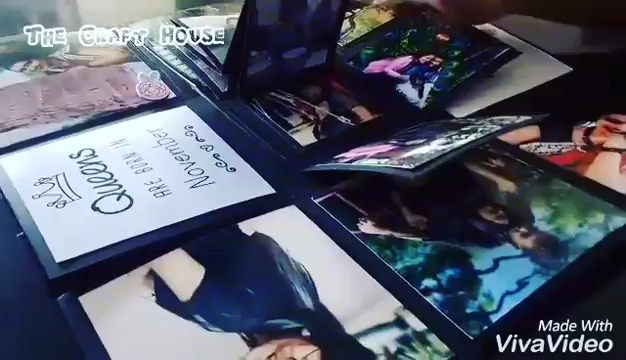 The Craft House
Queens
ARE BORN IN
November
Made With
VivaVideo